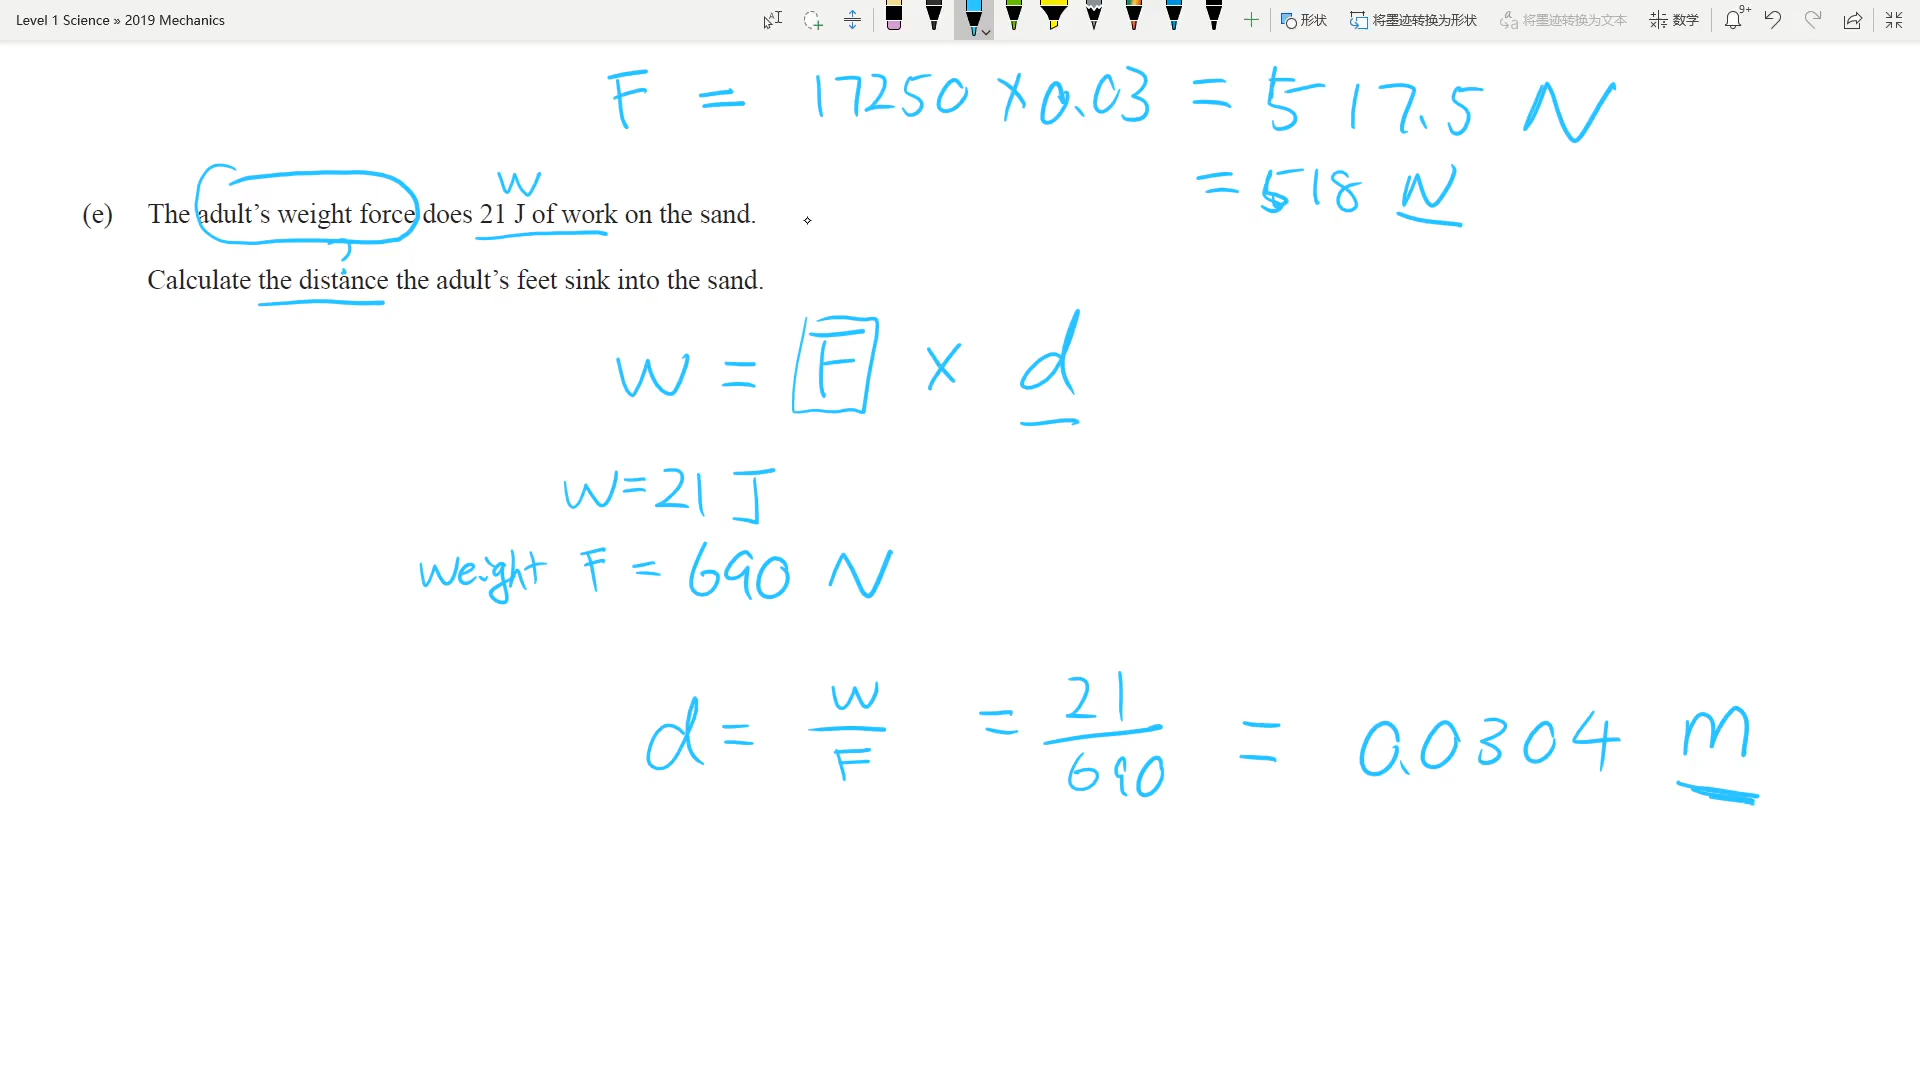 Level 1 Science » 2019 Mechanics
形状 将墨迹转换为形状 将墨迹转换为文本 数学 9+
F = 17250 × 0.03 = 517.5 N
= 518 N
W
(e) The adult’s weight force does 21 J of work on the sand.
?
Calculate the distance the adult’s feet sink into the sand.
W = F × d
W = 21 J
Weight F = 690 N
d = W/F = 21/690 = 0.0304 m